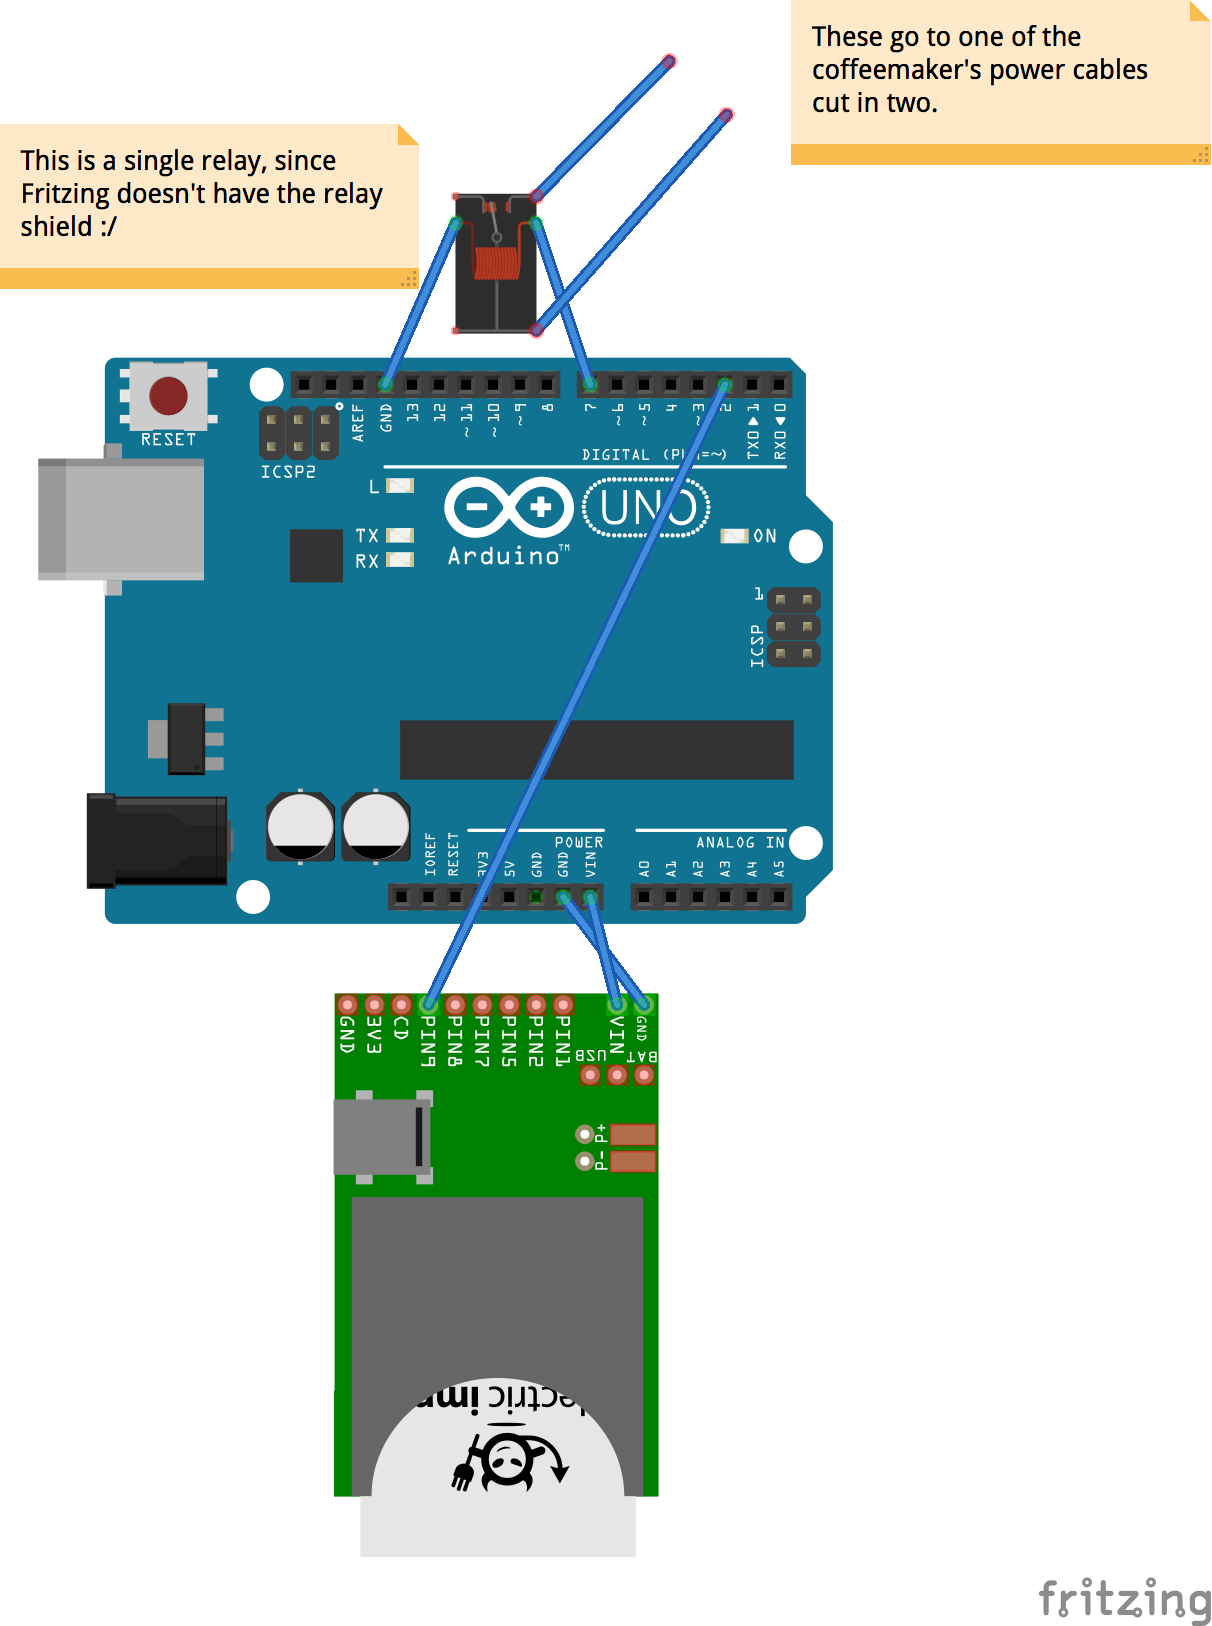 These go to one of the
coffeemaker's power cables
cut in two.
This is a single relay, since
Fritzing doesn't have the relay
shield :/
RESET
ICSP2
AREF
GND
13
12
~11
~10
~9
8
7
~6
~5
4
~3
2
TX0▶1
RX0◀0
DIGITAL (PWM=~)
L
TX
RX
UNO
Arduino™
ON
1
ICSP
IOREF
RESET
3V3
5V
GND
GND
VIN
POWER
A0
A1
A2
A3
A4
A5
ANALOG IN
GND
3V3
CD
PIN9
PIN8
PIN7
PIN5
PIN2
PIN1
VIN
GND
USB
BAT
P+
P-
lectric imp
fritzing